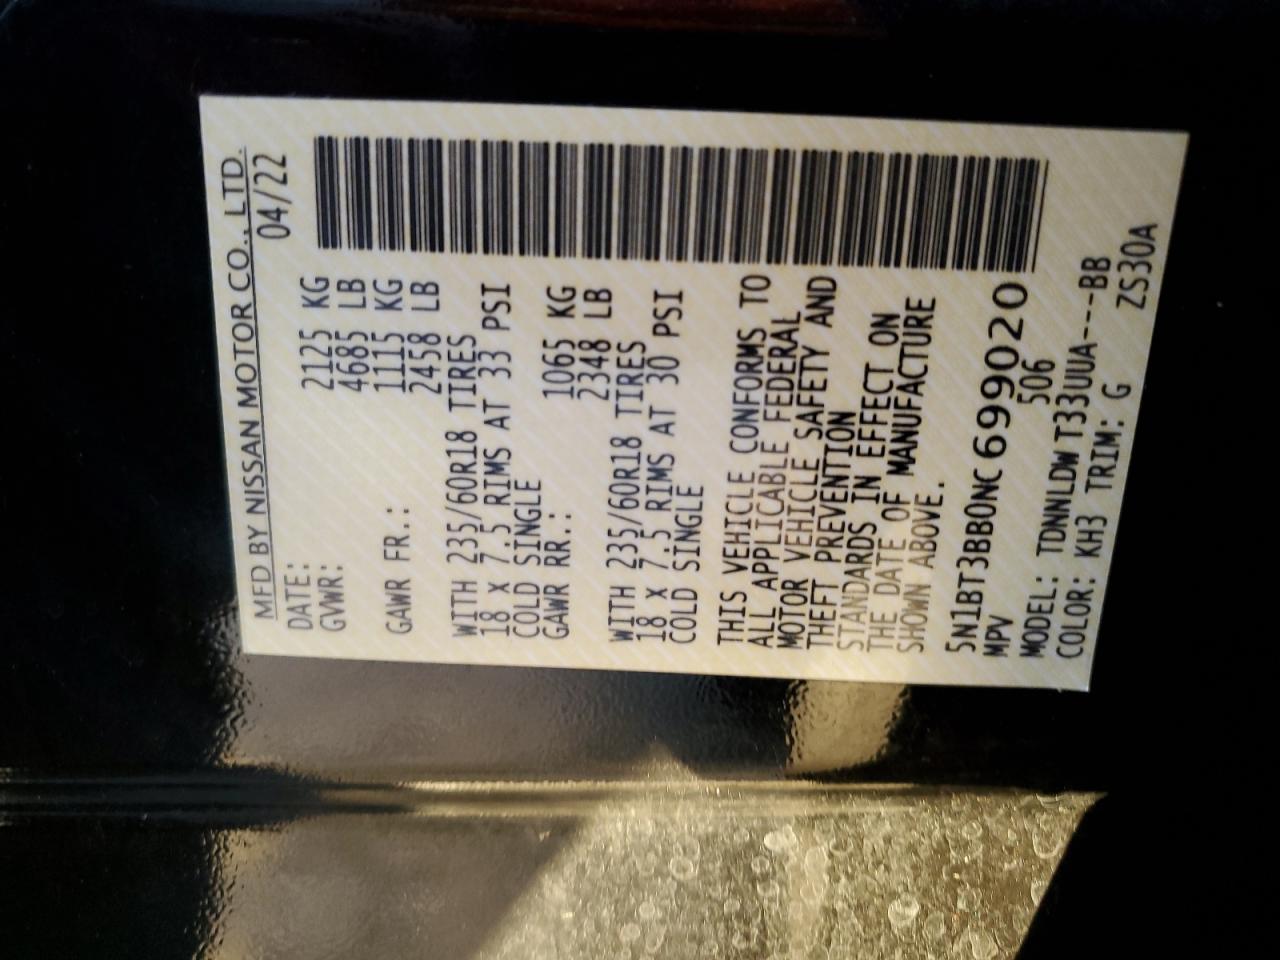 MFD BY NISSAN MOTOR CO., LTD.
DATE: 04/22
GVWR: 2125 KG
4685 LB
GAWR FR.: 1115 KG
2458 LB
WITH 235/60R18 TIRES
18 X 7.5 RIMS AT 33 PSI
COLD SINGLE
GAWR RR.: 1065 KG
2348 LB
WITH 235/60R18 TIRES
18 X 7.5 RIMS AT 30 PSI
COLD SINGLE
THIS VEHICLE CONFORMS TO
ALL APPLICABLE FEDERAL
MOTOR VEHICLE SAFETY AND
THEFT PREVENTION
STANDARDS IN EFFECT ON
THE DATE OF MANUFACTURE
SHOWN ABOVE.
5N1BT3BB0NC699020
MPV 506
MODEL: TDNNLDWT33UUA---BB
COLOR: KH3 TRIM: G ZS30A